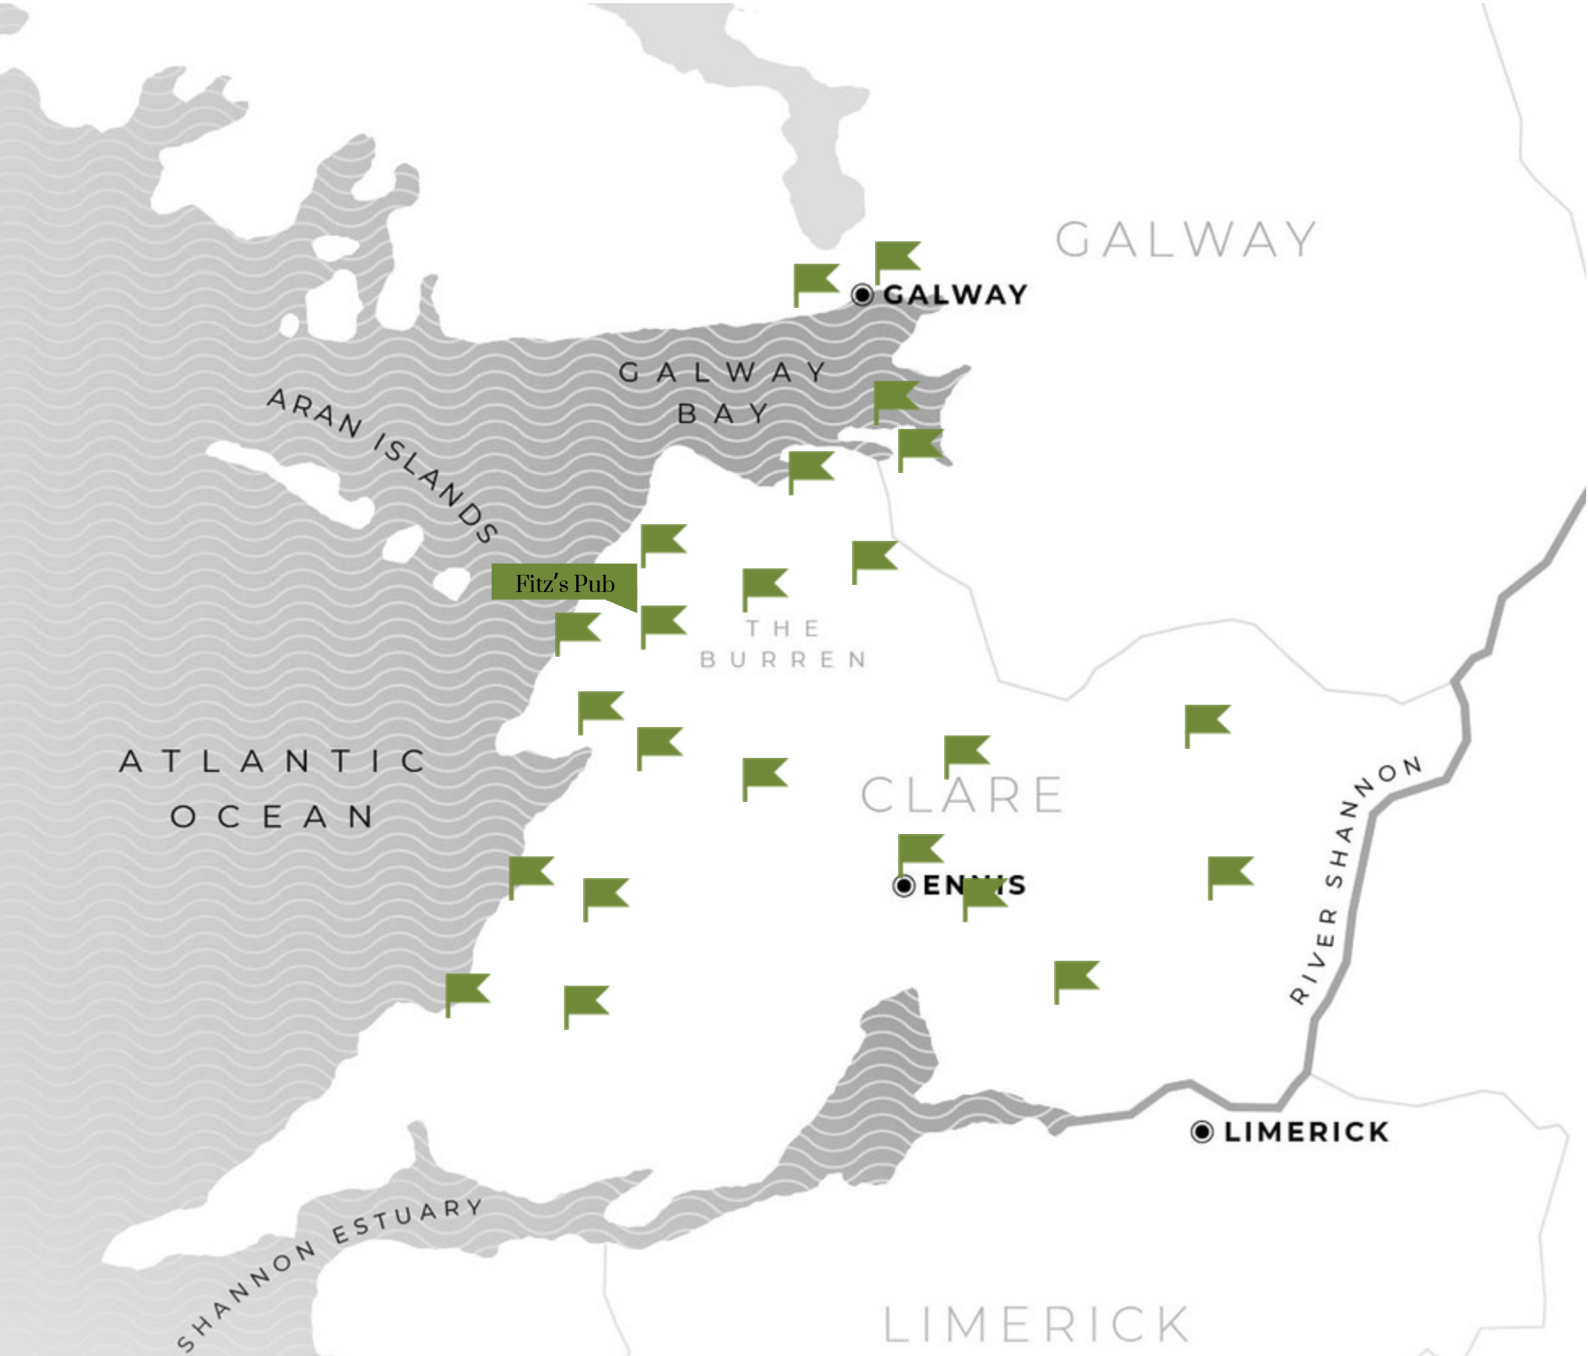 GALWAY
GALWAY
GALWAY
BAY
ARAN ISLANDS
Fitz's Pub
THE
BURREN
ATLANTIC
OCEAN
CLARE
RIVER SHANNON
ENNIS
LIMERICK
SHANNON ESTUARY
LIMERICK